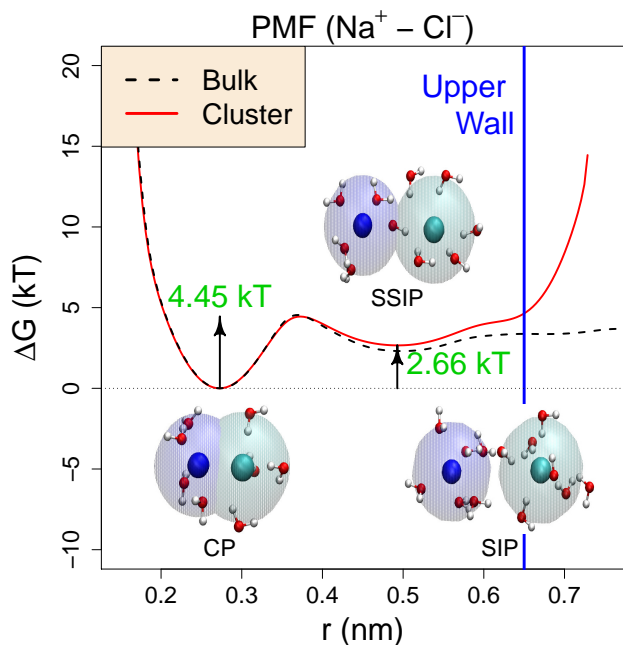 PMF (Na⁺ − Cl⁻)
Bulk
Cluster
Upper
Wall
SSIP
4.45 kT
2.66 kT
CP
SIP
ΔG (kT)
20
15
10
5
0
−5
−10
0.2 0.3 0.4 0.5 0.6 0.7
r (nm)